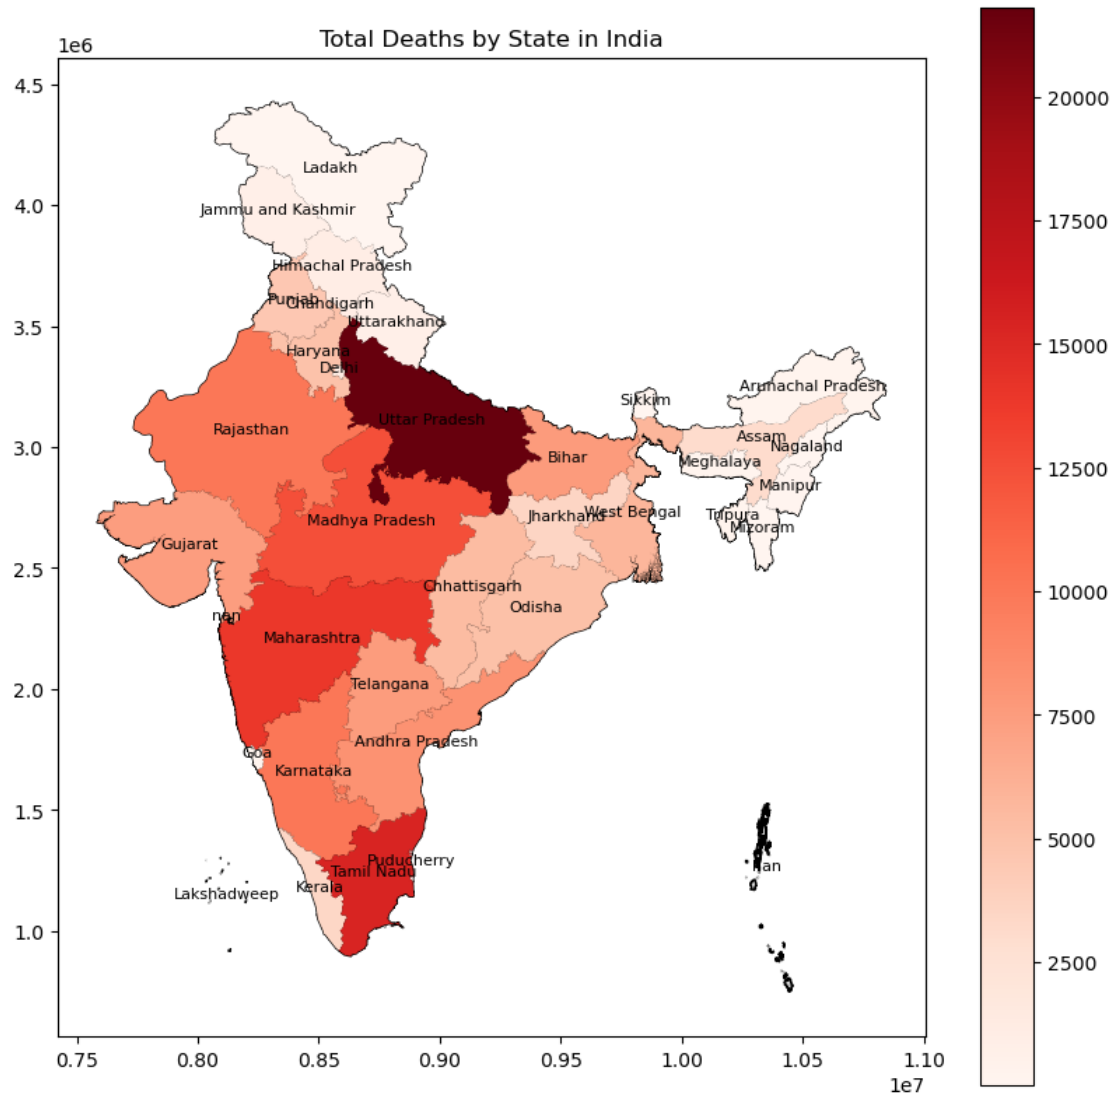 Total Deaths by State in India
1e6
4.5
4.0
3.5
3.0
2.5
2.0
1.5
1.0
Ladakh
Jammu and Kashmir
Himachal Pradesh
Punjab
Chandigarh
Uttarakhand
Haryana
Delhi
Arunachal Pradesh
Sikkim
Uttar Pradesh
Rajasthan
Assam
Nagaland
Bihar
Meghalaya
Manipur
Madhya Pradesh
Jharkhand
West Bengal
Tripura
Mizoram
Gujarat
Chhattisgarh
Odisha
nan
Maharashtra
Telangana
Goa
Andhra Pradesh
Karnataka
Puducherry
Tamil Nadu
nan
Kerala
Lakshadweep
0.75
0.80
0.85
0.90
0.95
1.00
1.05
1.10
1e7
20000
17500
15000
12500
10000
7500
5000
2500